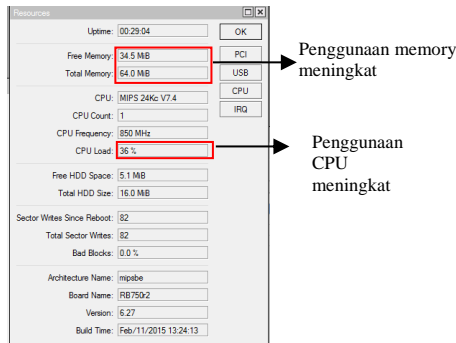 Resources
Uptime: 00:29:04
OK
Free Memory: 34.5 MiB
PCI
Total Memory: 64.0 MiB
USB
CPU: MIPS 24Kc V7.4
CPU
CPU Count: 1
IRQ
CPU Frequency: 850 MHz
CPU Load: 36 %
Free HDD Space: 5.1 MiB
Total HDD Size: 16.0 MiB
Sector Writes Since Reboot: 82
Total Sector Writes: 82
Bad Blocks: 0.0 %
Architecture Name: mipsbe
Board Name: RB750r2
Version: 6.27
Build Time: Feb/11/2015 13:24:13
Penggunaan memory
meningkat
Penggunaan
CPU
meningkat